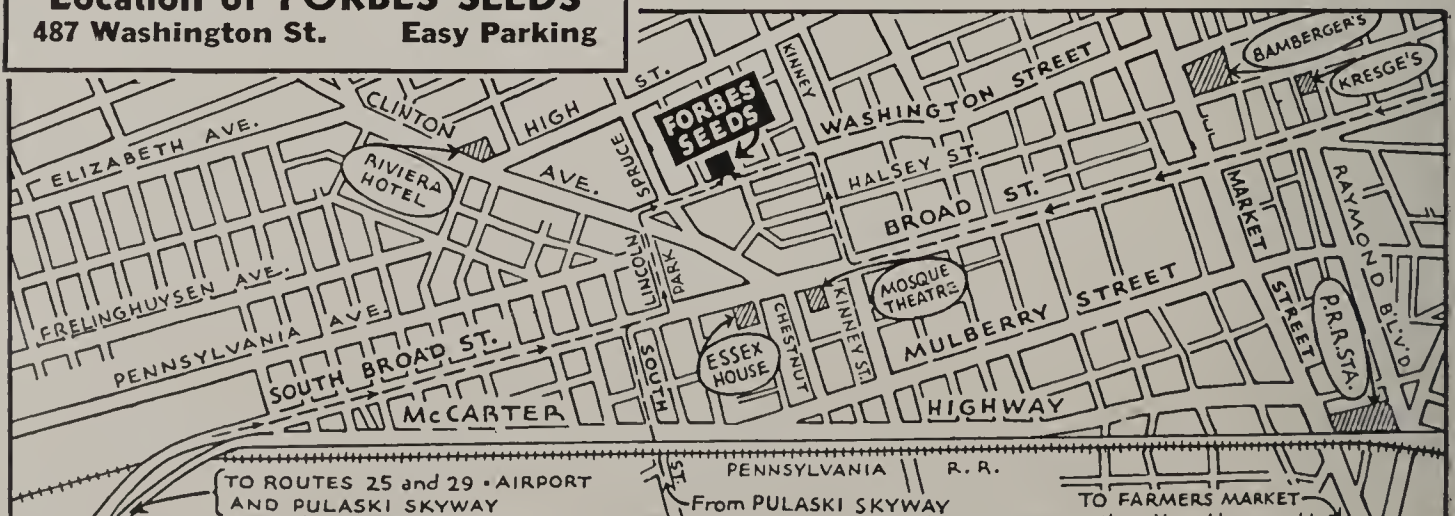 Location of FORBES SEEDS
487 Washington St. Easy Parking
BAMBERGER'S
KRESGE'S
KINNEY
WASHINGTON STREET
FORBES
SEEDS
HIGH ST.
CLINTON AVE.
ELIZABETH AVE.
RIVIERA
HOTEL
SPRUCE
HALSEY ST.
BROAD ST.
MARKET STREET
RAYMOND BL'V'D
LINCOLN
PARK
FRELINGHUYSEN AVE.
PENNSYLVANIA AVE.
SOUTH BROAD ST.
MOSQUE
THEATRE
KINNEY ST.
CHESTNUT
ESSEX
HOUSE
MULBERRY STREET
P.R.R. STA.
SOUTH ST.
McCARTER HIGHWAY
PENNSYLVANIA R. R.
TO ROUTES 25 and 29 • AIRPORT
AND PULASKI SKYWAY
From PULASKI SKYWAY
TO FARMERS MARKET